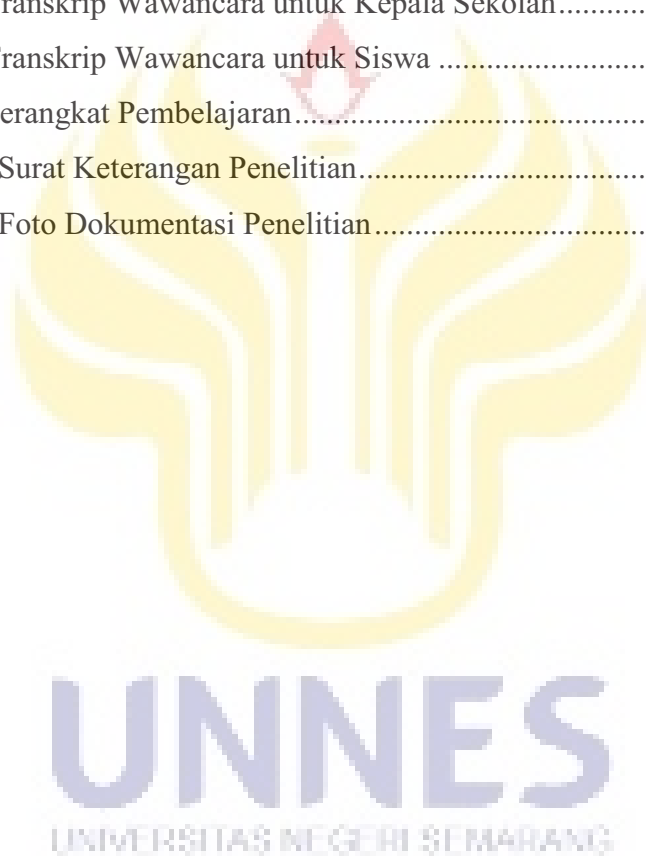 Transkrip Wawancara untuk Kepala Sekolah............
Transkrip Wawancara untuk Siswa ........................
Perangkat Pembelajaran.........................................
Surat Keterangan Penelitian..................................
Foto Dokumentasi Penelitian................................
UNNES
UNIVERSITAS NEGERI SEMARANG